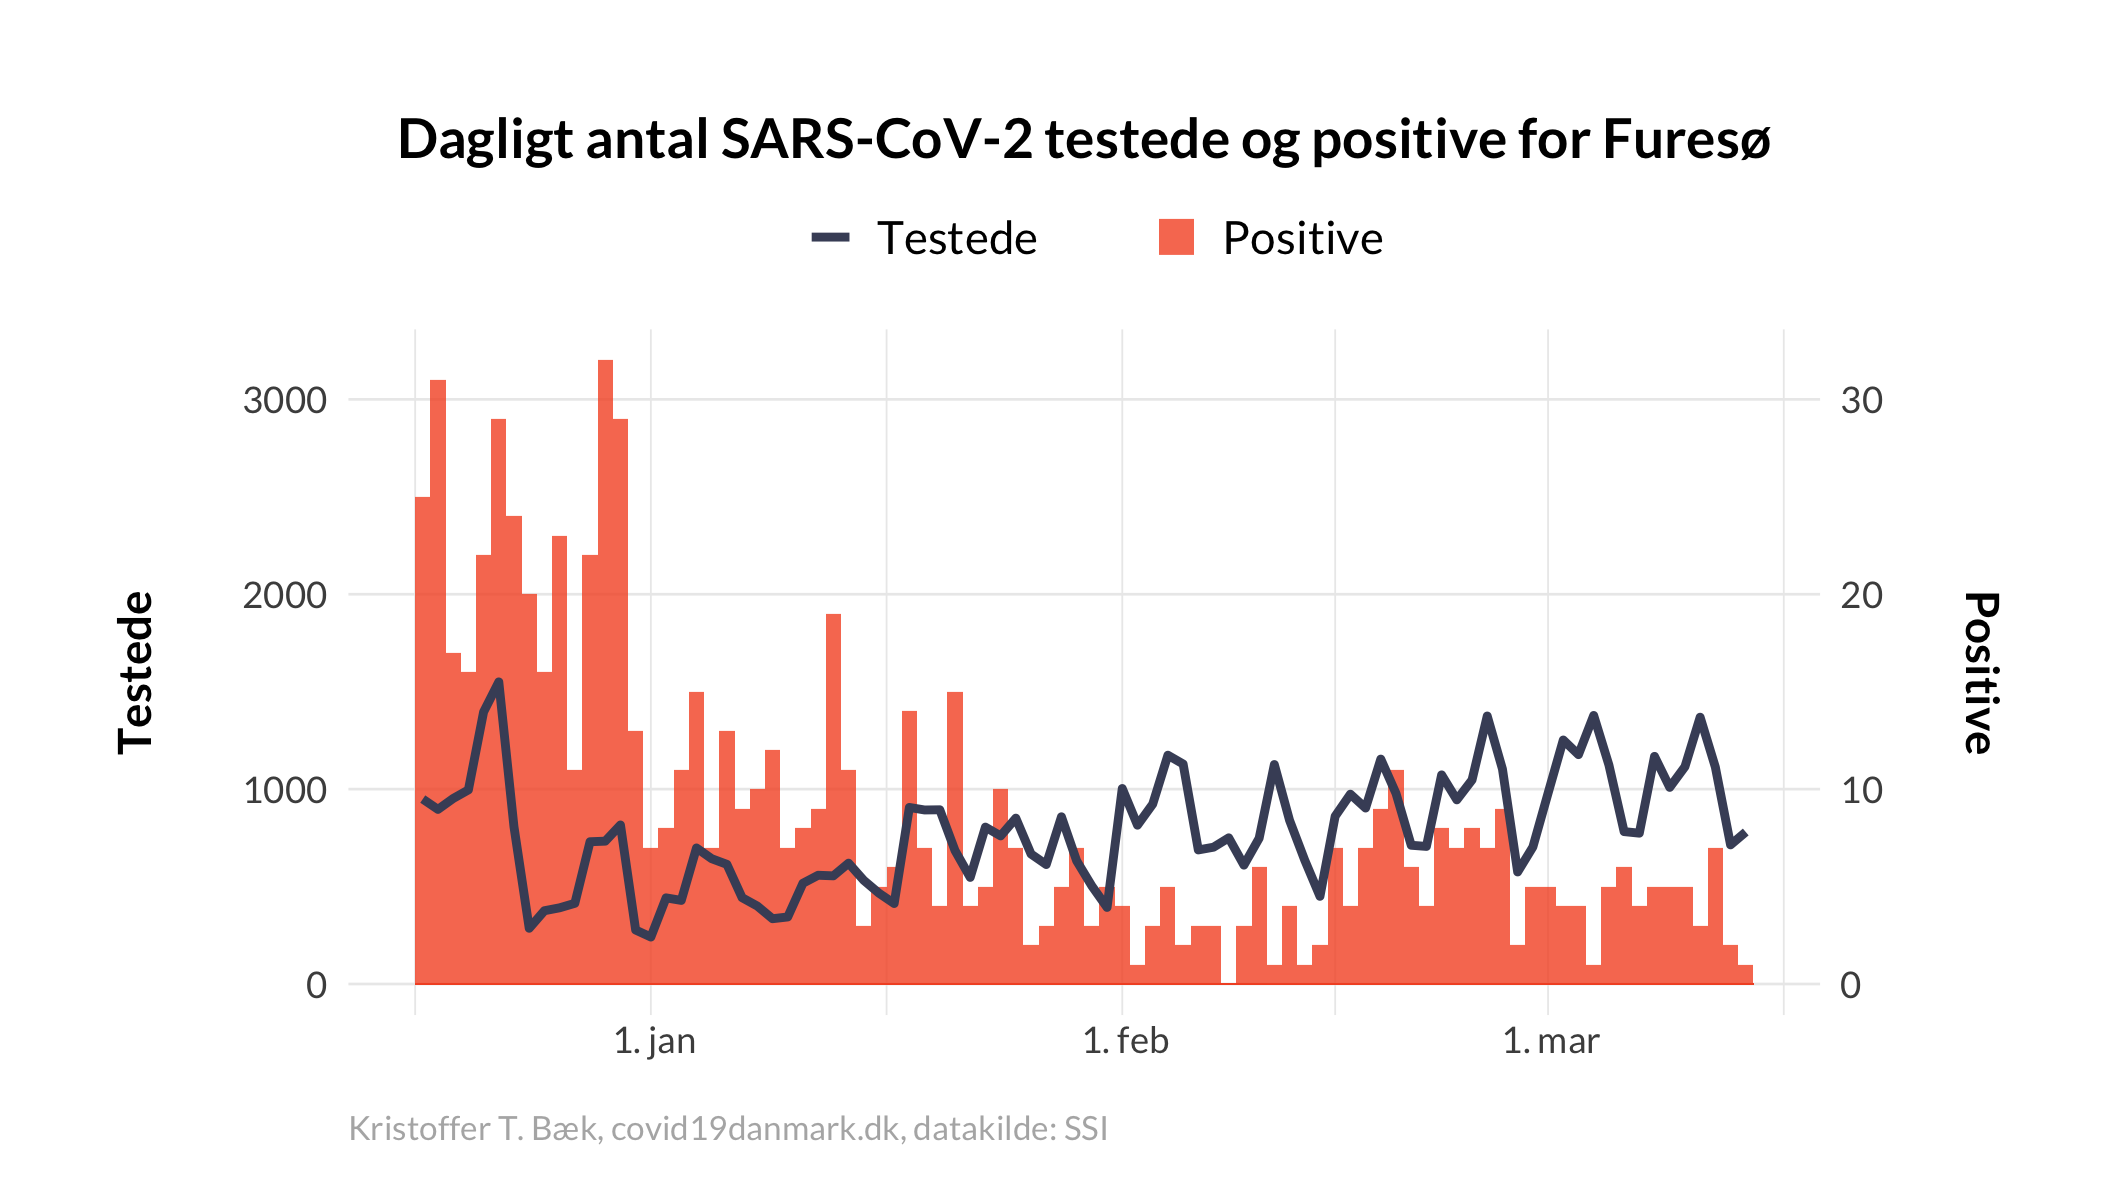 Dagligt antal SARS-CoV-2 testede og positive for Furesø
Testede
Positive
3000
2000
1000
0
30
20
10
0
Testede
Positive
1. jan
1. feb
1. mar
Kristoffer T. Bæk, covid19danmark.dk, datakilde: SSI